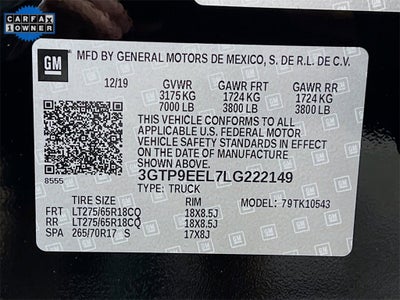 CARFAX
1 OWNER
GM
MFD BY GENERAL MOTORS DE MEXICO, S. DE R.L. DE C.V.
12/19 GVWR GAWR FRT GAWR RR
3175 KG 1724 KG 1724 KG
7000 LB 3800 LB 3800 LB
THIS VEHICLE CONFORMS TO ALL
APPLICABLE U.S. FEDERAL MOTOR
VEHICLE SAFETY STANDARDS IN EFFECT
ON THE DATE OF MANUFACTURE SHOWN ABOVE.
3GTP9EEL7LG222149
8555 TYPE: TRUCK
TIRE SIZE RIM MODEL: 79TK10543
FRT LT275/65R18CQ 18X8.5J
RR LT275/65R18CQ 18X8.5J
SPA 265/70R17 S 17X8J